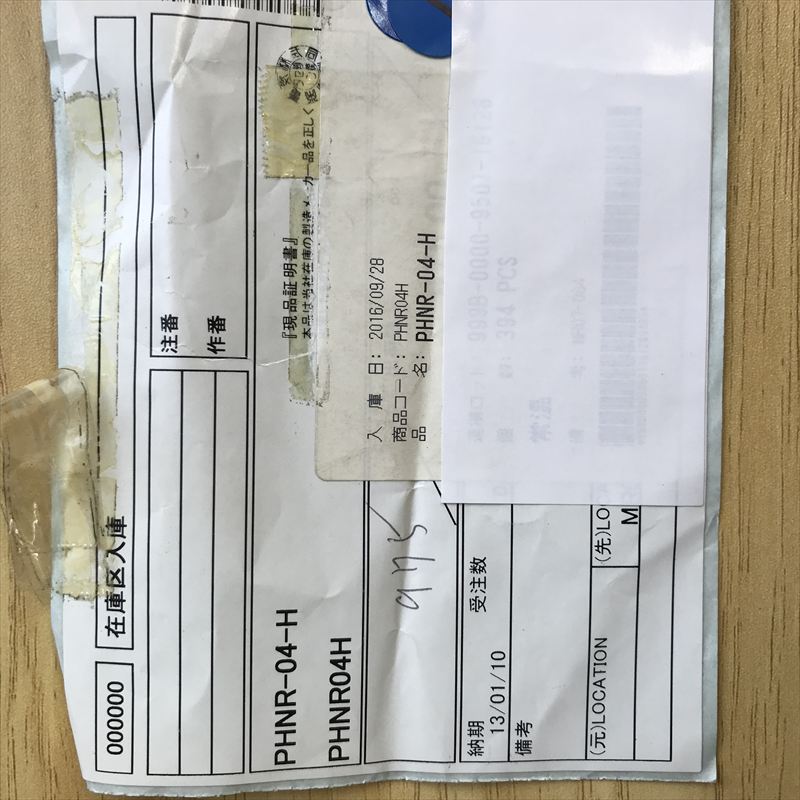 000000
在庫区入庫
注番
作番
PHNR-04-H
PHNR04H
『現品証明書』
本品は当社在庫の製造メーカー品を正しく
975
入庫日: 2016/09/28
商品コード: PHNR04H
品名: PHNR-04-H
394 PCS
納期
受注数
13/01/10
備考
(元)LOCATION
(先)LOCA